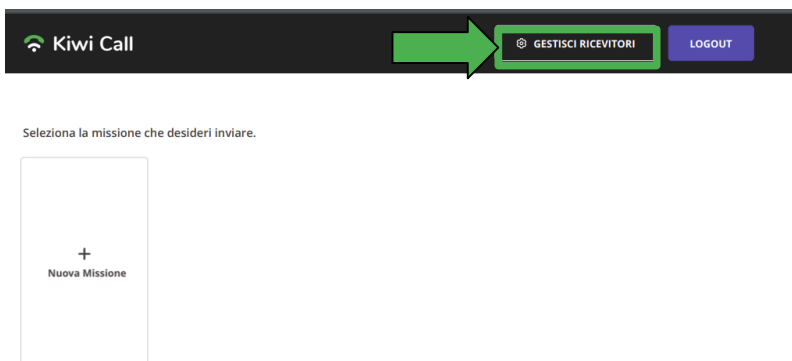 Kiwi Call
GESTISCI RICEVITORI
LOGOUT
Seleziona la missione che desideri inviare.
+
Nuova Missione